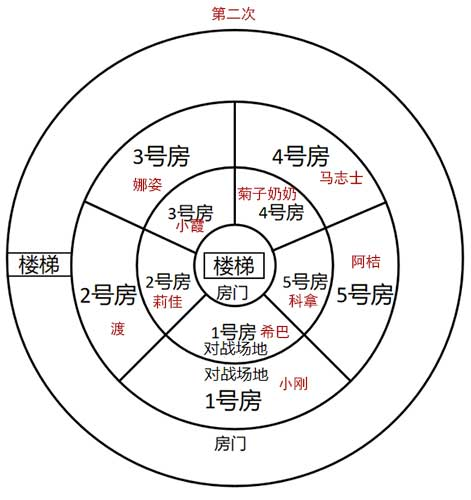 第二次
3号房
4号房
娜姿
马志士
菊子奶奶
3号房
4号房
小霞
楼梯
楼梯
阿桔
2号房
5号房
房门
2号房
莉佳
科拿
5号房
渡
1号房
希巴
对战场地
对战场地
小刚
1号房
房门